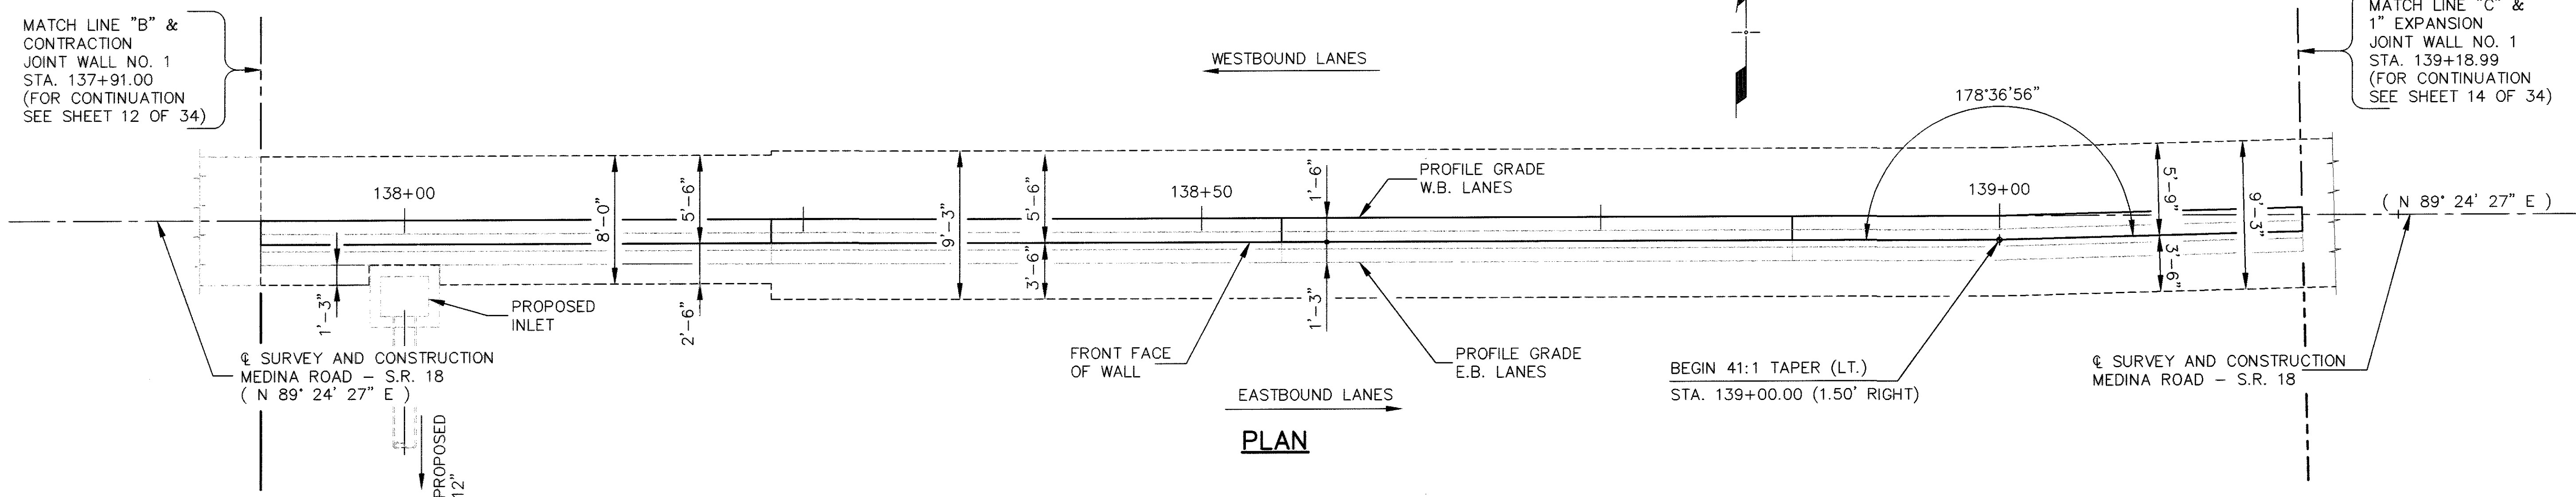 MATCH LINE "B" &
CONTRACTION
JOINT WALL NO. 1
STA. 137+91.00
(FOR CONTINUATION
SEE SHEET 12 OF 34)
WESTBOUND LANES
MATCH LINE "C" &
1" EXPANSION
JOINT WALL NO. 1
STA. 139+18.99
(FOR CONTINUATION
SEE SHEET 14 OF 34)
178°36'56"
138+00
8'-0"
5'-6"
9'-3"
5'-6"
138+50
1'-6"
PROFILE GRADE
W.B. LANES
139+00
5'-9"
9'-3"
( N 89° 24' 27" E )
1'-3"
PROPOSED
INLET
2'-6"
3'-6"
1'-3"
3'-6"
℄ SURVEY AND CONSTRUCTION
MEDINA ROAD – S.R. 18
( N 89° 24' 27" E )
FRONT FACE
OF WALL
PROFILE GRADE
E.B. LANES
BEGIN 41:1 TAPER (LT.)
STA. 139+00.00 (1.50' RIGHT)
℄ SURVEY AND CONSTRUCTION
MEDINA ROAD – S.R. 18
EASTBOUND LANES
PROPOSED
12"
PLAN